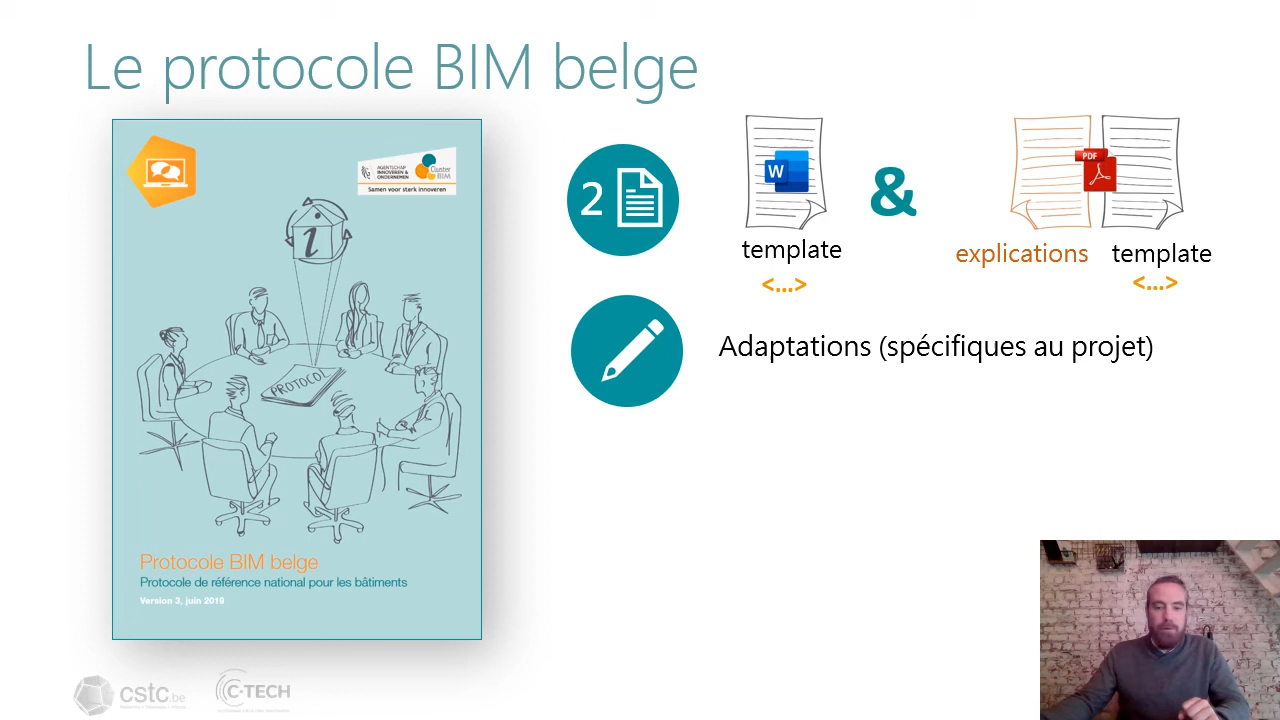 Le protocole BIM belge
AGENTSCHAP
INNOVEREN &
ONDERNEMEN
Cluster
BIM
Samen voor sterk innoveren
i
PROTOCOL
Protocole BIM belge
Protocole de référence national pour les bâtiments
Version 3, juin 2019
2
W
template
<...>
&
PDF
explications template
<...>
Adaptations (spécifiques au projet)
cstc.be
C-TECH